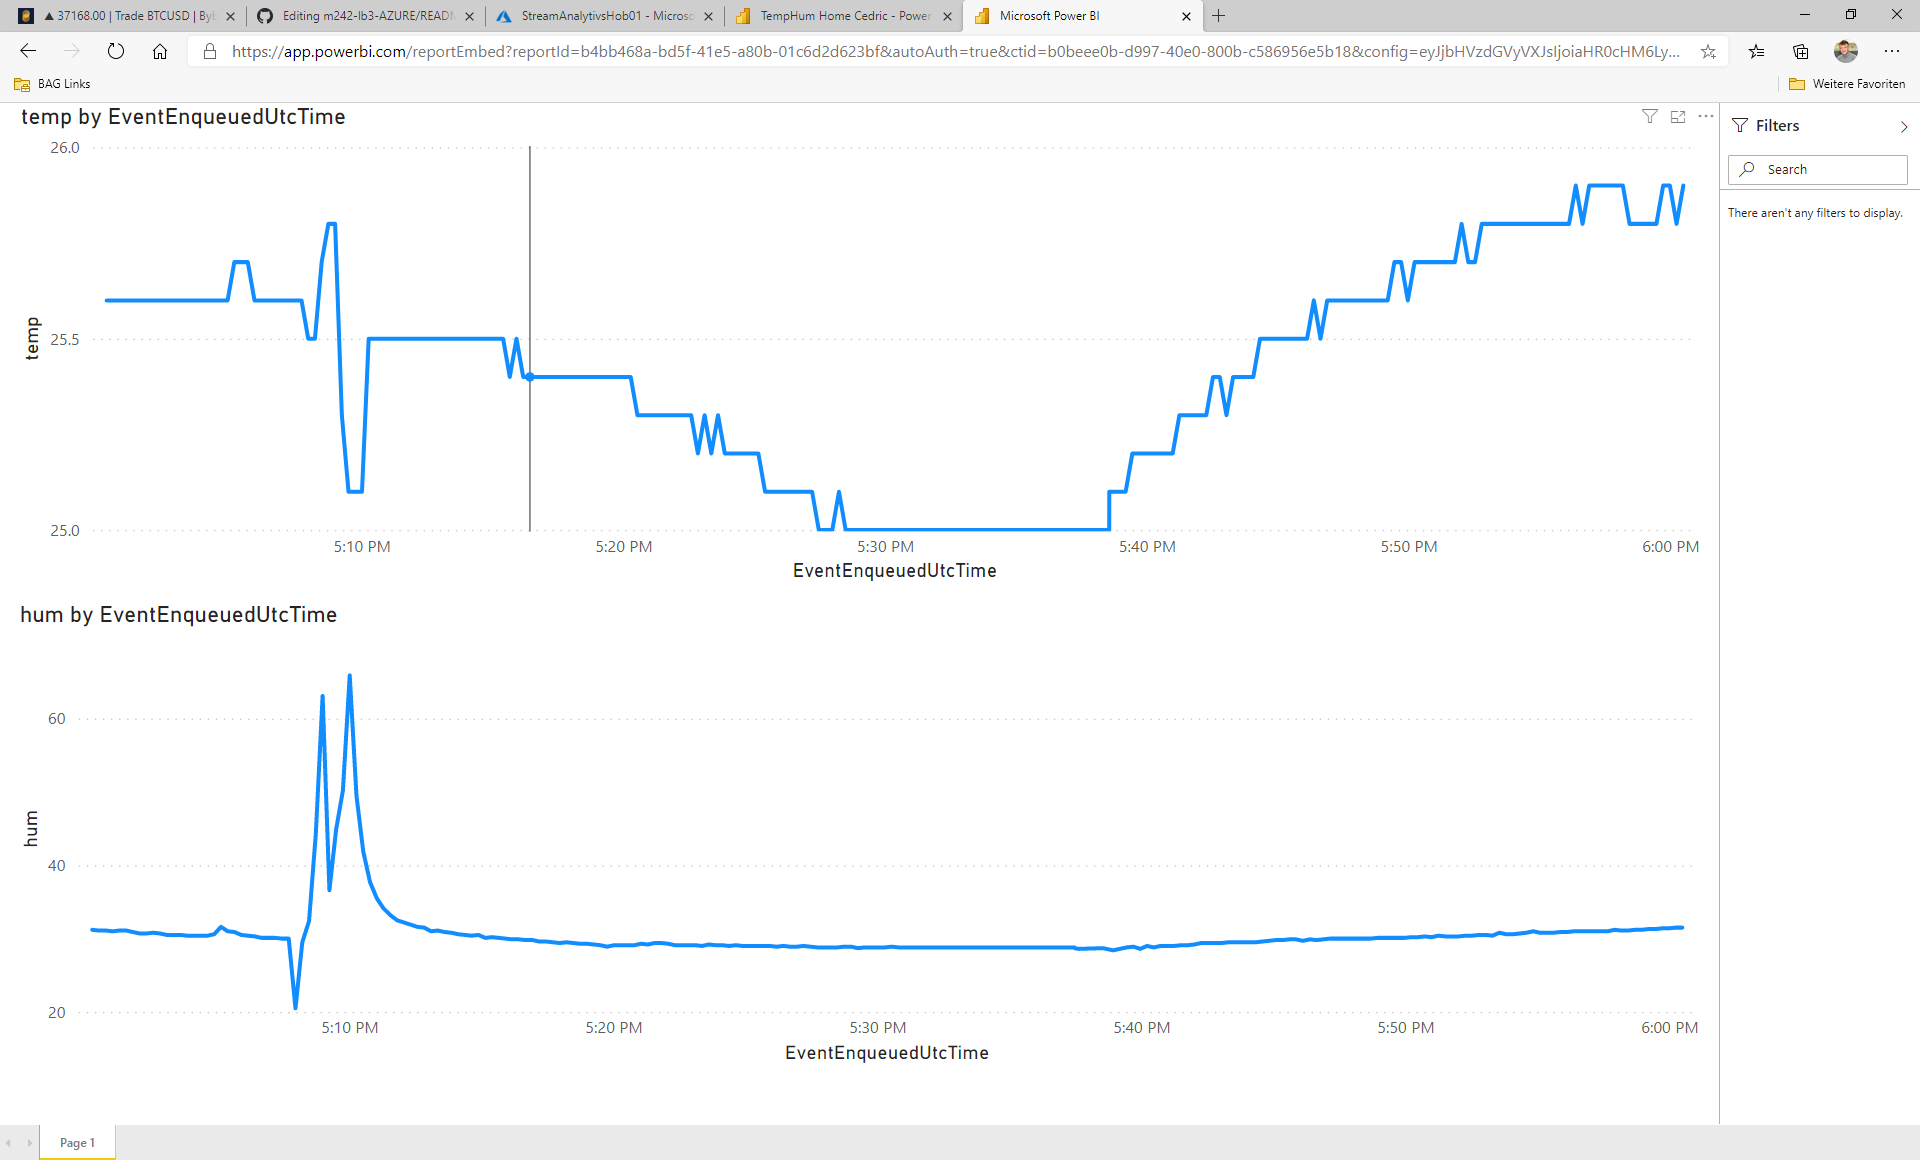 ▲ 37168.00 | Trade BTCUSD | Byb
Editing m242-lb3-AZURE/READM
StreamAnalytivsHob01 - Microso
TempHum Home Cedric - Power
Microsoft Power BI
https://app.powerbi.com/reportEmbed?reportId=b4bb468a-bd5f-41e5-a80b-01c6d2d623bf&autoAuth=true&ctid=b0beee0b-d997-40e0-800b-c586956e5b18&config=eyJjbHVzdGVyVXJsIjoiaHR0cHM6Ly...
BAG Links
Weitere Favoriten
temp by EventEnqueuedUtcTime
26.0
25.5
25.0
temp
5:10 PM 5:20 PM 5:30 PM 5:40 PM 5:50 PM 6:00 PM
EventEnqueuedUtcTime
hum by EventEnqueuedUtcTime
60
40
20
hum
5:10 PM 5:20 PM 5:30 PM 5:40 PM 5:50 PM 6:00 PM
EventEnqueuedUtcTime
Filters
Search
There aren't any filters to display.
Page 1